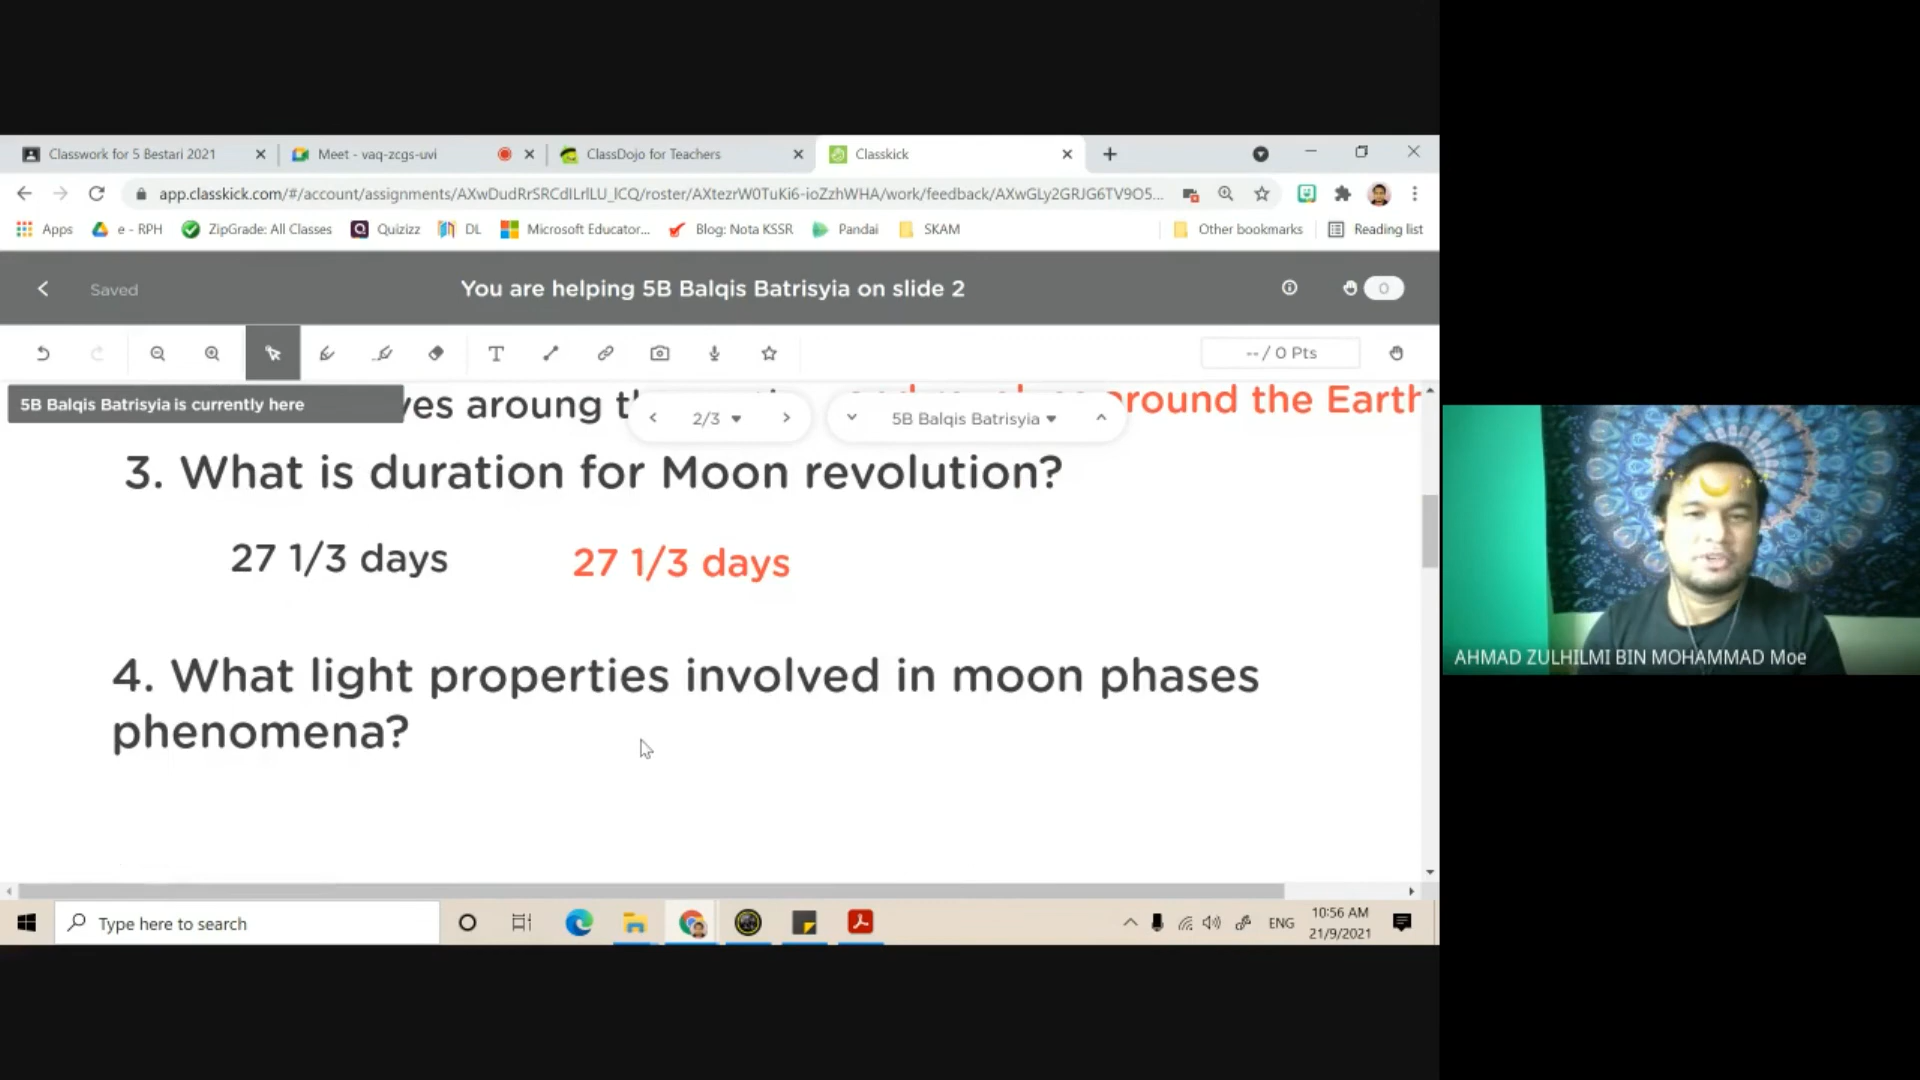 Classwork for 5 Bestari 2021
Meet - vaq-zcgs-uvi
ClassDojo for Teachers
Classkick
app.classkick.com/#/account/assignments/AXwDudRrSRCdILrlLU_lCQ/roster/AXtezrW0TuKi6-ioZzhWHA/work/feedback/AXwGLy2GRJG6TV9O5...
Apps
e - RPH
ZipGrade: All Classes
Quizizz
DL
Microsoft Educator...
Blog: Nota KSSR
Pandai
SKAM
Other bookmarks
Reading list
Saved
You are helping 5B Balqis Batrisyia on slide 2
0
T
-- / 0 Pts
5B Balqis Batrisyia is currently here
ves aroung
around the Earth
2/3
5B Balqis Batrisyia
3. What is duration for Moon revolution?
27 1/3 days
27 1/3 days
4. What light properties involved in moon phases
phenomena?
AHMAD ZULHILMI BIN MOHAMMAD Moe
Type here to search
ENG
10:56 AM
21/9/2021